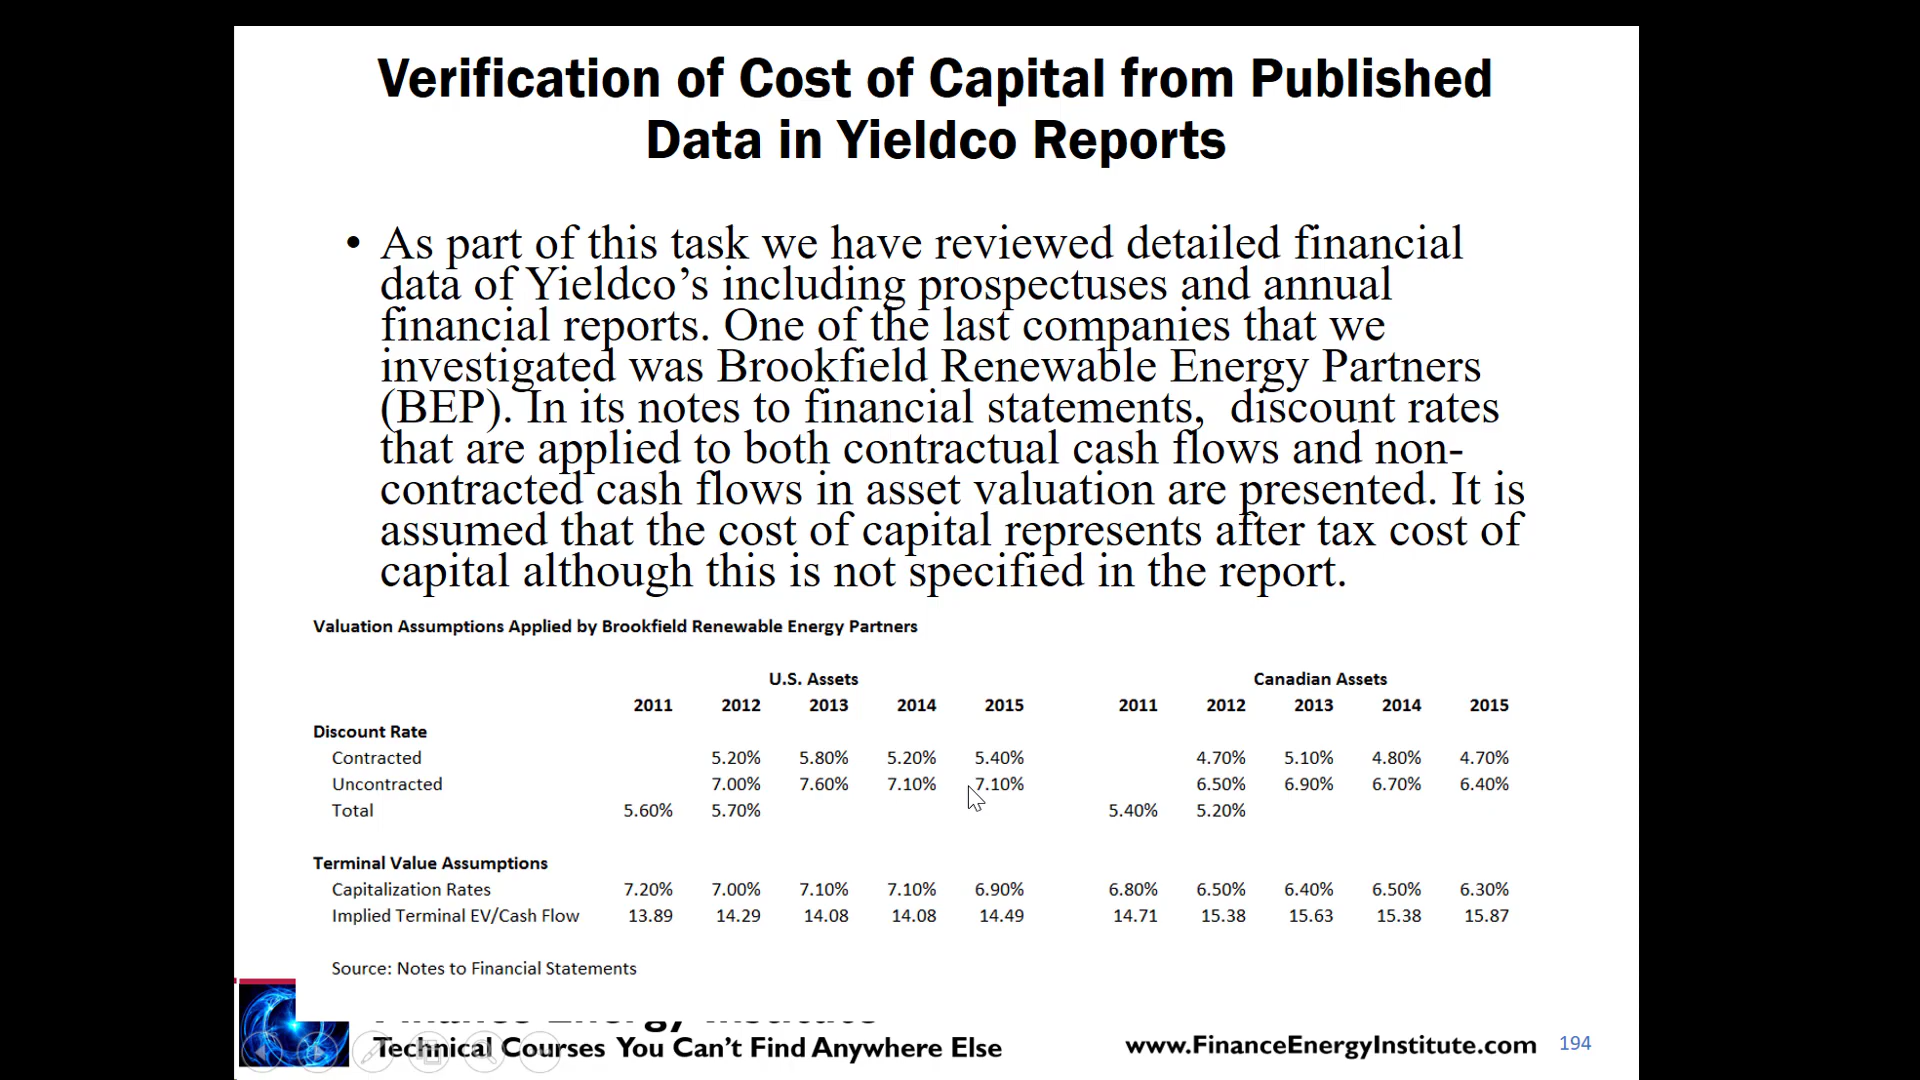 Verification of Cost of Capital from Published
Data in Yieldco Reports
• As part of this task we have reviewed detailed financial
data of Yieldco’s including prospectuses and annual
financial reports. One of the last companies that we
investigated was Brookfield Renewable Energy Partners
(BEP). In its notes to financial statements, discount rates
that are applied to both contractual cash flows and non-
contracted cash flows in asset valuation are presented. It is
assumed that the cost of capital represents after tax cost of
capital although this is not specified in the report.
Valuation Assumptions Applied by Brookfield Renewable Energy Partners
U.S. Assets Canadian Assets
2011 2012 2013 2014 2015 2011 2012 2013 2014 2015
Discount Rate
Contracted 5.20% 5.80% 5.20% 5.40% 4.70% 5.10% 4.80% 4.70%
Uncontracted 7.00% 7.60% 7.10% 7.10% 6.50% 6.90% 6.70% 6.40%
Total 5.60% 5.70% 5.40% 5.20%
Terminal Value Assumptions
Capitalization Rates 7.20% 7.00% 7.10% 7.10% 6.90% 6.80% 6.50% 6.40% 6.50% 6.30%
Implied Terminal EV/Cash Flow 13.89 14.29 14.08 14.08 14.49 14.71 15.38 15.63 15.38 15.87
Source: Notes to Financial Statements
Technical Courses You Can’t Find Anywhere Else www.FinanceEnergyInstitute.com 194